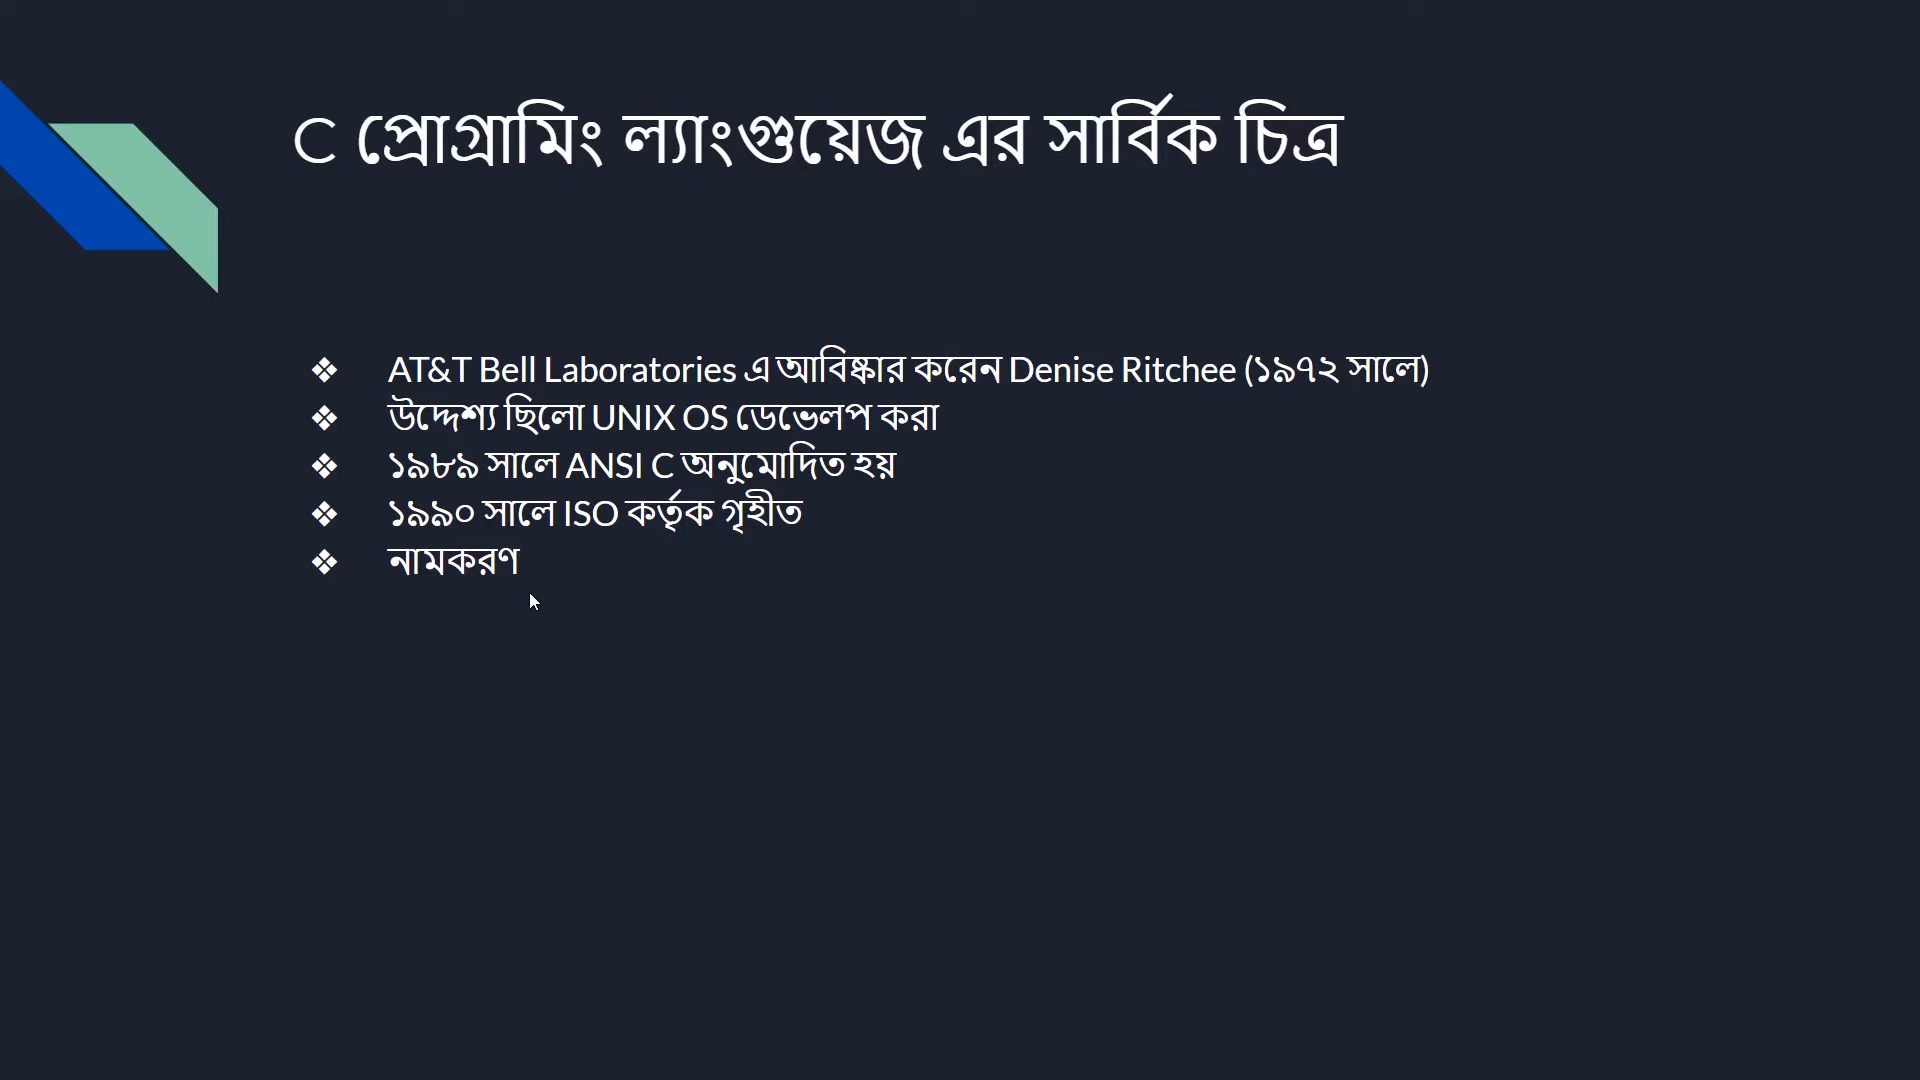 C প্রোগ্রামিং ল্যাংগুয়েজ এর সার্বিক চিত্র
❖ AT&T Bell Laboratories এ আবিষ্কার করেন Denise Ritchee (১৯৭২ সালে)
❖ উদ্দেশ্য ছিলো UNIX OS ডেভেলপ করা
❖ ১৯৮৯ সালে ANSI C অনুমোদিত হয়
❖ ১৯৯০ সালে ISO কর্তৃক গৃহীত
❖ নামকরণ